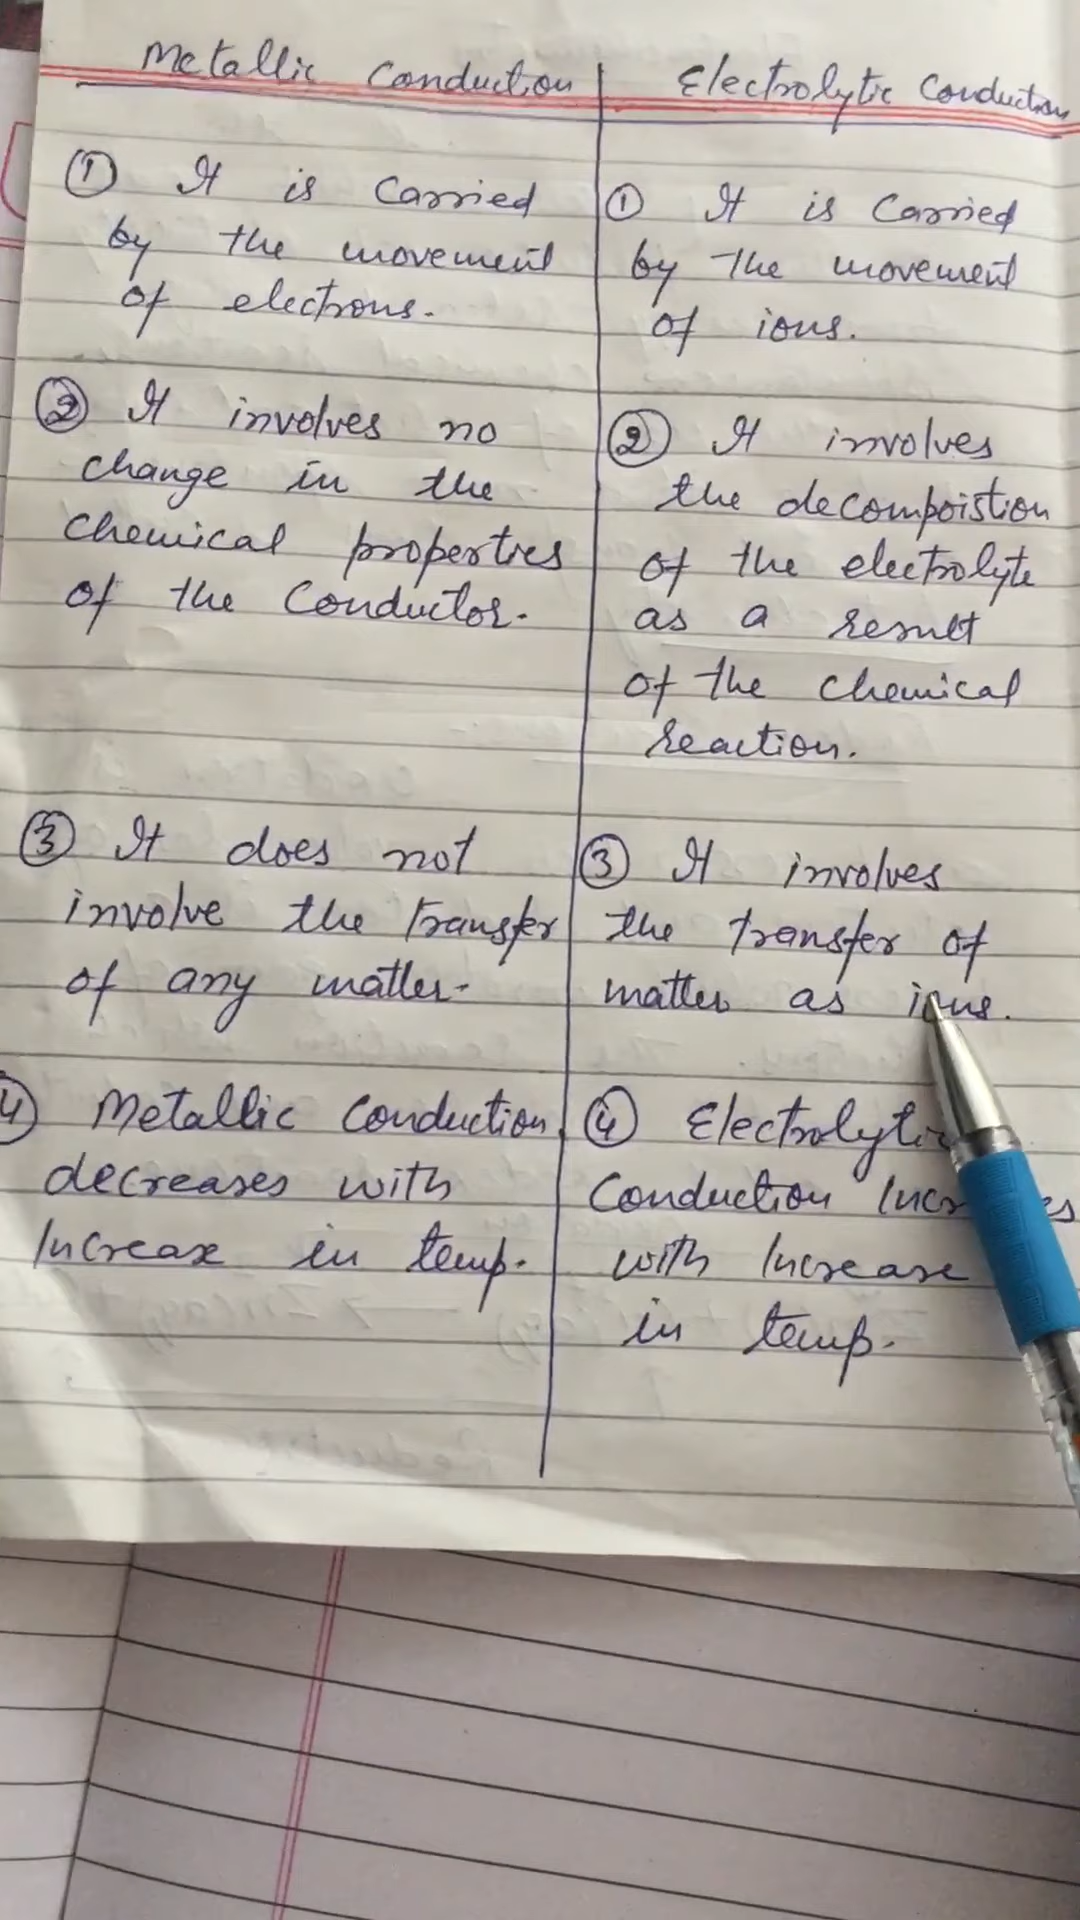 Metallic Conduction
① It is Carried
by the movement
of electrons.
② It involves no
change in the
chemical properties
of the Conductor.
③ It does not
involve the transfer
of any matter.
④ Metallic Conduction
decreases with
Increase in temp.
Electrolytic Conduction
① It is Carried
by the movement
of ions.
② It involves
the decompoistion
of the electrolyte
as a result
of the chemical
reaction.
③ It involves
the transfer of
matter as ions.
④ Electrolytic
Conduction
with Increase
in temp.